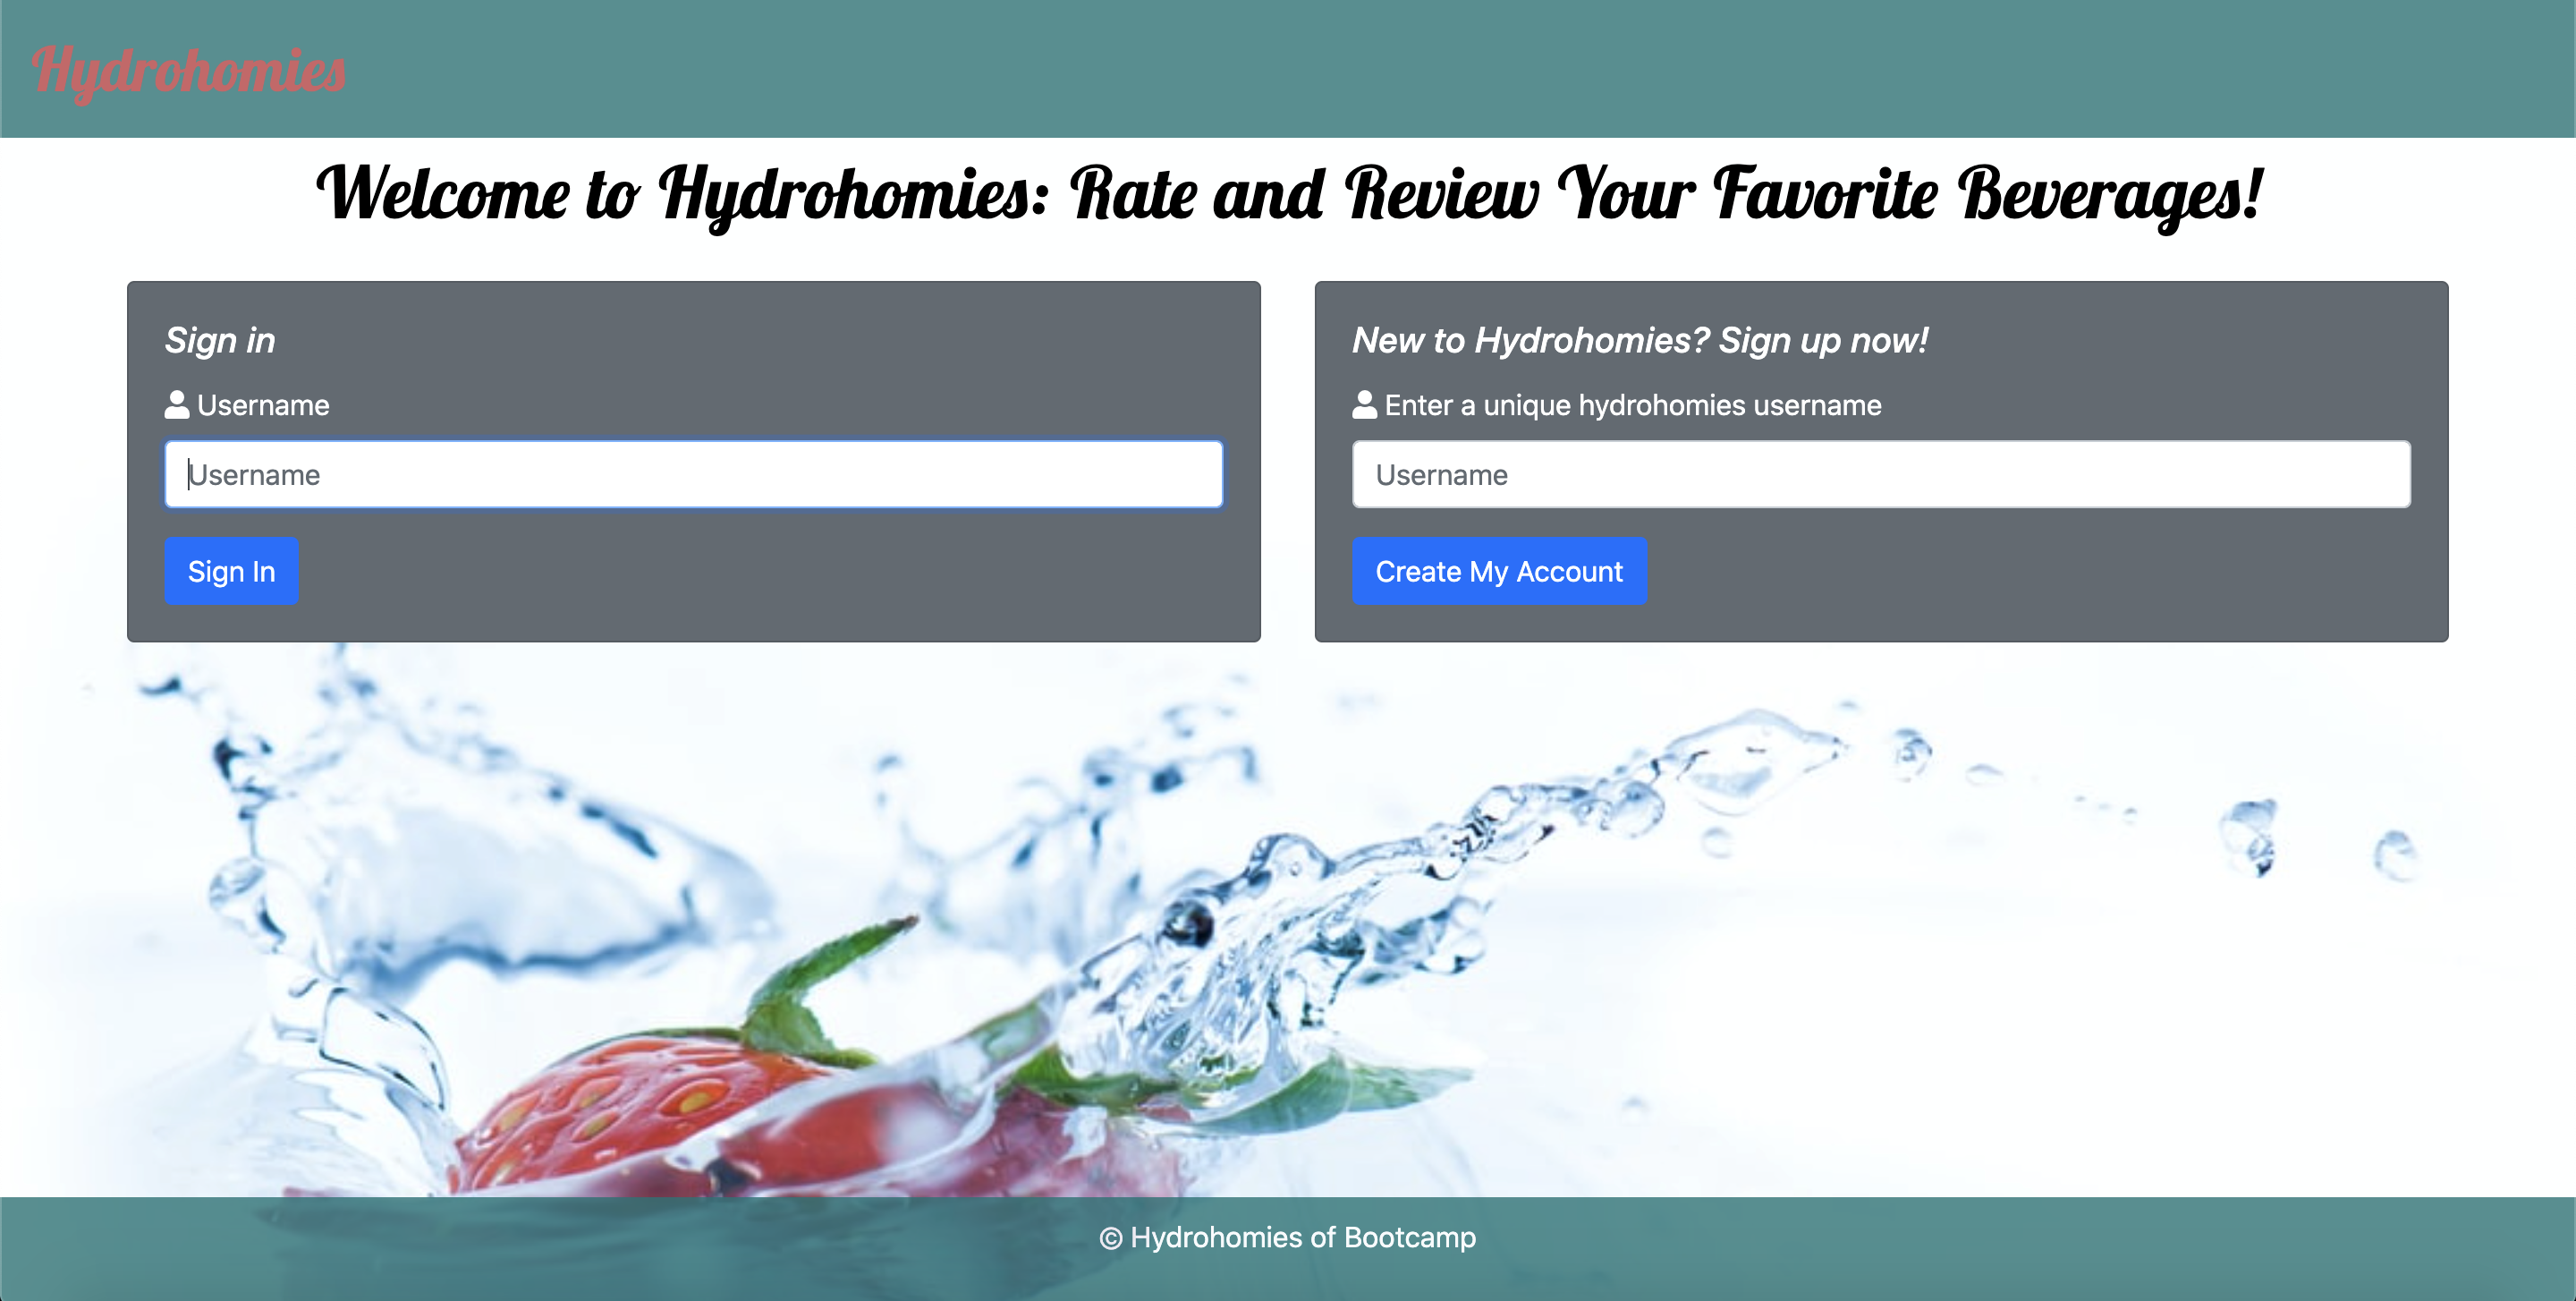 Hydrohomies
Welcome to Hydrohomies: Rate and Review Your Favorite Beverages!
Sign in
Username
Username
Sign In
New to Hydrohomies? Sign up now!
Enter a unique hydrohomies username
Username
Create My Account
© Hydrohomies of Bootcamp